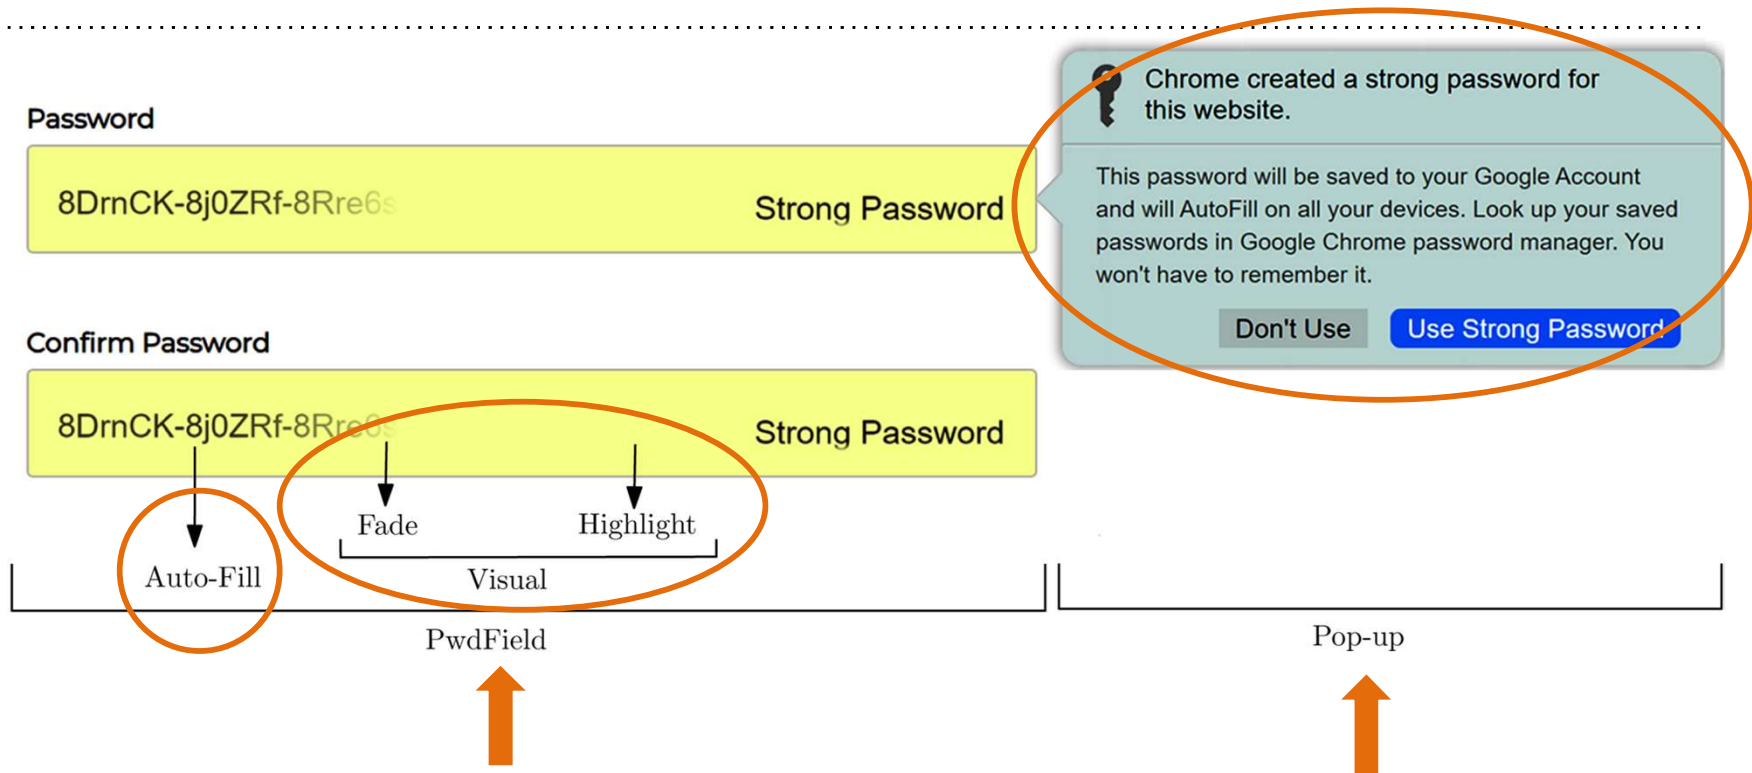 Password
8DrnCK-8j0ZRf-8Rre6s
Strong Password
Chrome created a strong password for
this website.
This password will be saved to your Google Account
and will AutoFill on all your devices. Look up your saved
passwords in Google Chrome password manager. You
won't have to remember it.
Don't Use
Use Strong Password
Confirm Password
8DrnCK-8j0ZRf-8Rre6s
Strong Password
Fade
Highlight
Auto-Fill
Visual
PwdField
Pop-up